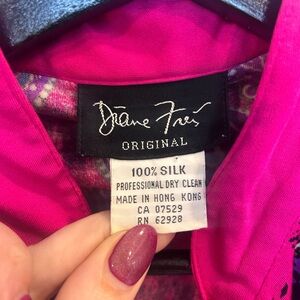 Diane Freis
ORIGINAL
100% SILK
PROFESSIONAL DRY CLEAN
MADE IN HONG KONG
CA 07529
RN 62928